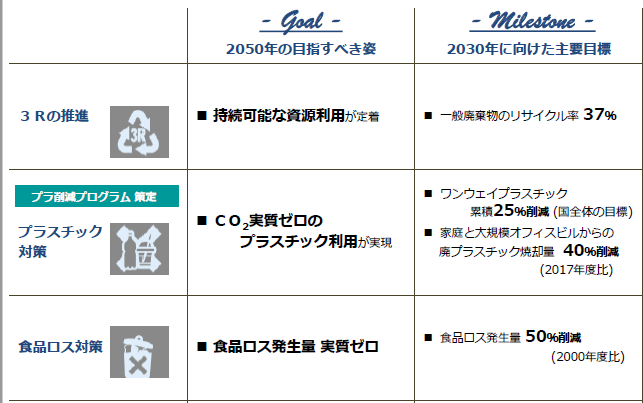 - Goal -
2050年の目指すべき姿
- Milestone -
2030年に向けた主要目標
３Ｒの推進
3R
■ 持続可能な資源利用が定着
■ 一般廃棄物のリサイクル率 37%
プラ削減プログラム 策定
プラスチック
対策
■ ＣＯ₂実質ゼロの
プラスチック利用が実現
■ ワンウェイプラスチック
累積25%削減 (国全体の目標)
■ 家庭と大規模オフィスビルからの
廃プラスチック焼却量 40%削減
(2017年度比)
食品ロス対策
■ 食品ロス発生量 実質ゼロ
■ 食品ロス発生量 50%削減
(2000年度比)